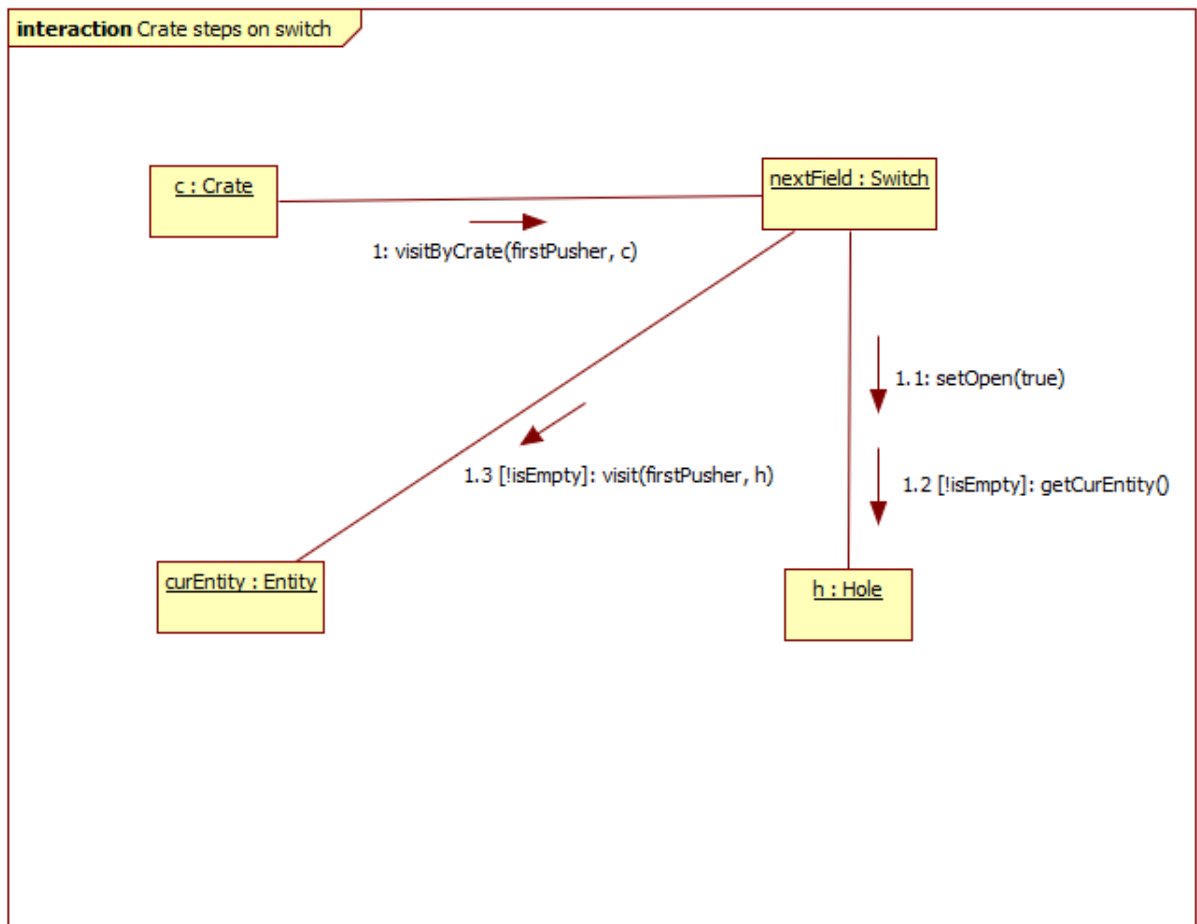 interaction Crate steps on switch
c : Crate
nextField : Switch
1: visitByCrate(firstPusher, c)
1.1: setOpen(true)
1.3 [!isEmpty]: visit(firstPusher, h)
1.2 [!isEmpty]: getCurEntity()
curEntity : Entity
h : Hole